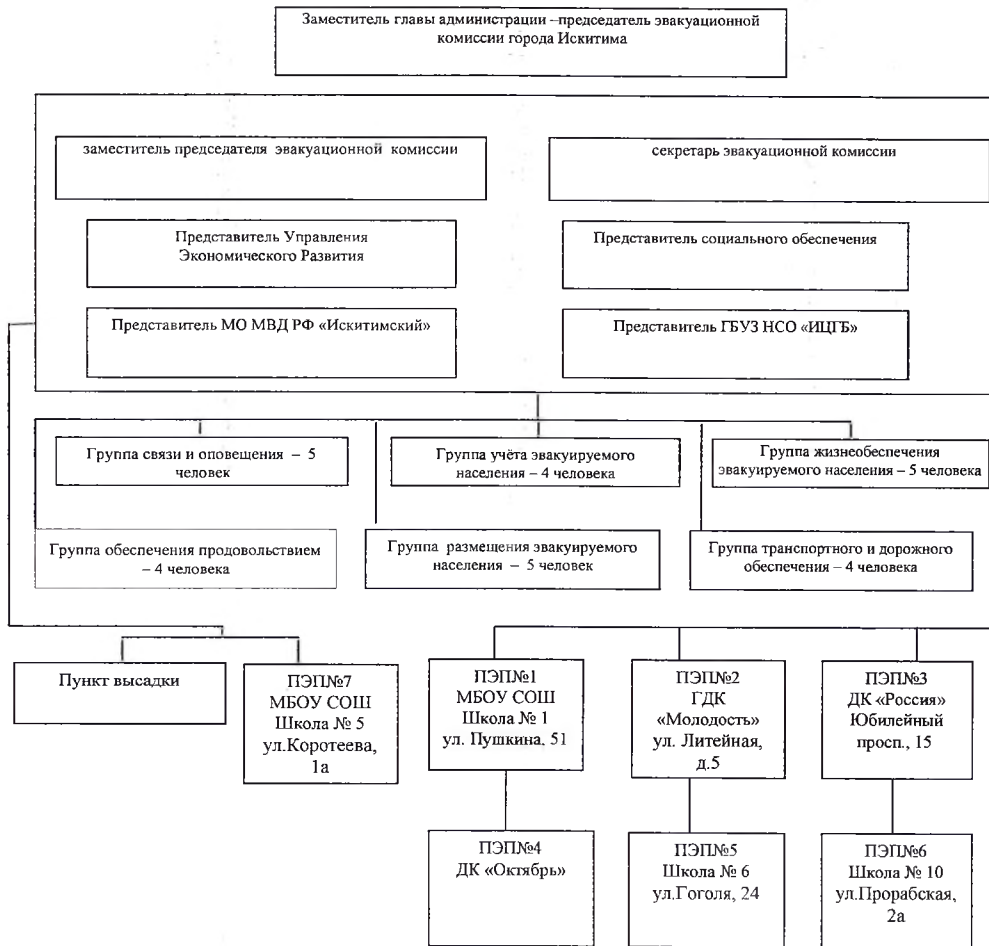 Заместитель главы администрации –председатель эвакуационной
комиссии города Искитима
заместитель председателя эвакуационной комиссии
секретарь эвакуационной комиссии
Представитель Управления
Экономического Развития
Представитель социального обеспечения
Представитель МО МВД РФ «Искитимский»
Представитель ГБУЗ НСО «ИЦГБ»
Группа связи и оповещения – 5
человек
Группа учёта эвакуируемого
населения – 4 человека
Группа жизнеобеспечения
эвакуируемого населения – 5 человека
Группа обеспечения продовольствием
– 4 человека
Группа размещения эвакуируемого
населения – 5 человек
Группа транспортного и дорожного
обеспечения – 4 человека
Пункт высадки
ПЭП№7
МБОУ СОШ
Школа № 5
ул.Коротеева,
1а
ПЭП№1
МБОУ СОШ
Школа № 1
ул. Пушкина, 51
ПЭП№2
ГДК
«Молодость»
ул. Литейная,
д.5
ПЭП№3
ДК «Россия»
Юбилейный
просп., 15
ПЭП№4
ДК «Октябрь»
ПЭП№5
Школа № 6
ул.Гоголя, 24
ПЭП№6
Школа № 10
ул.Прорабская,
2а